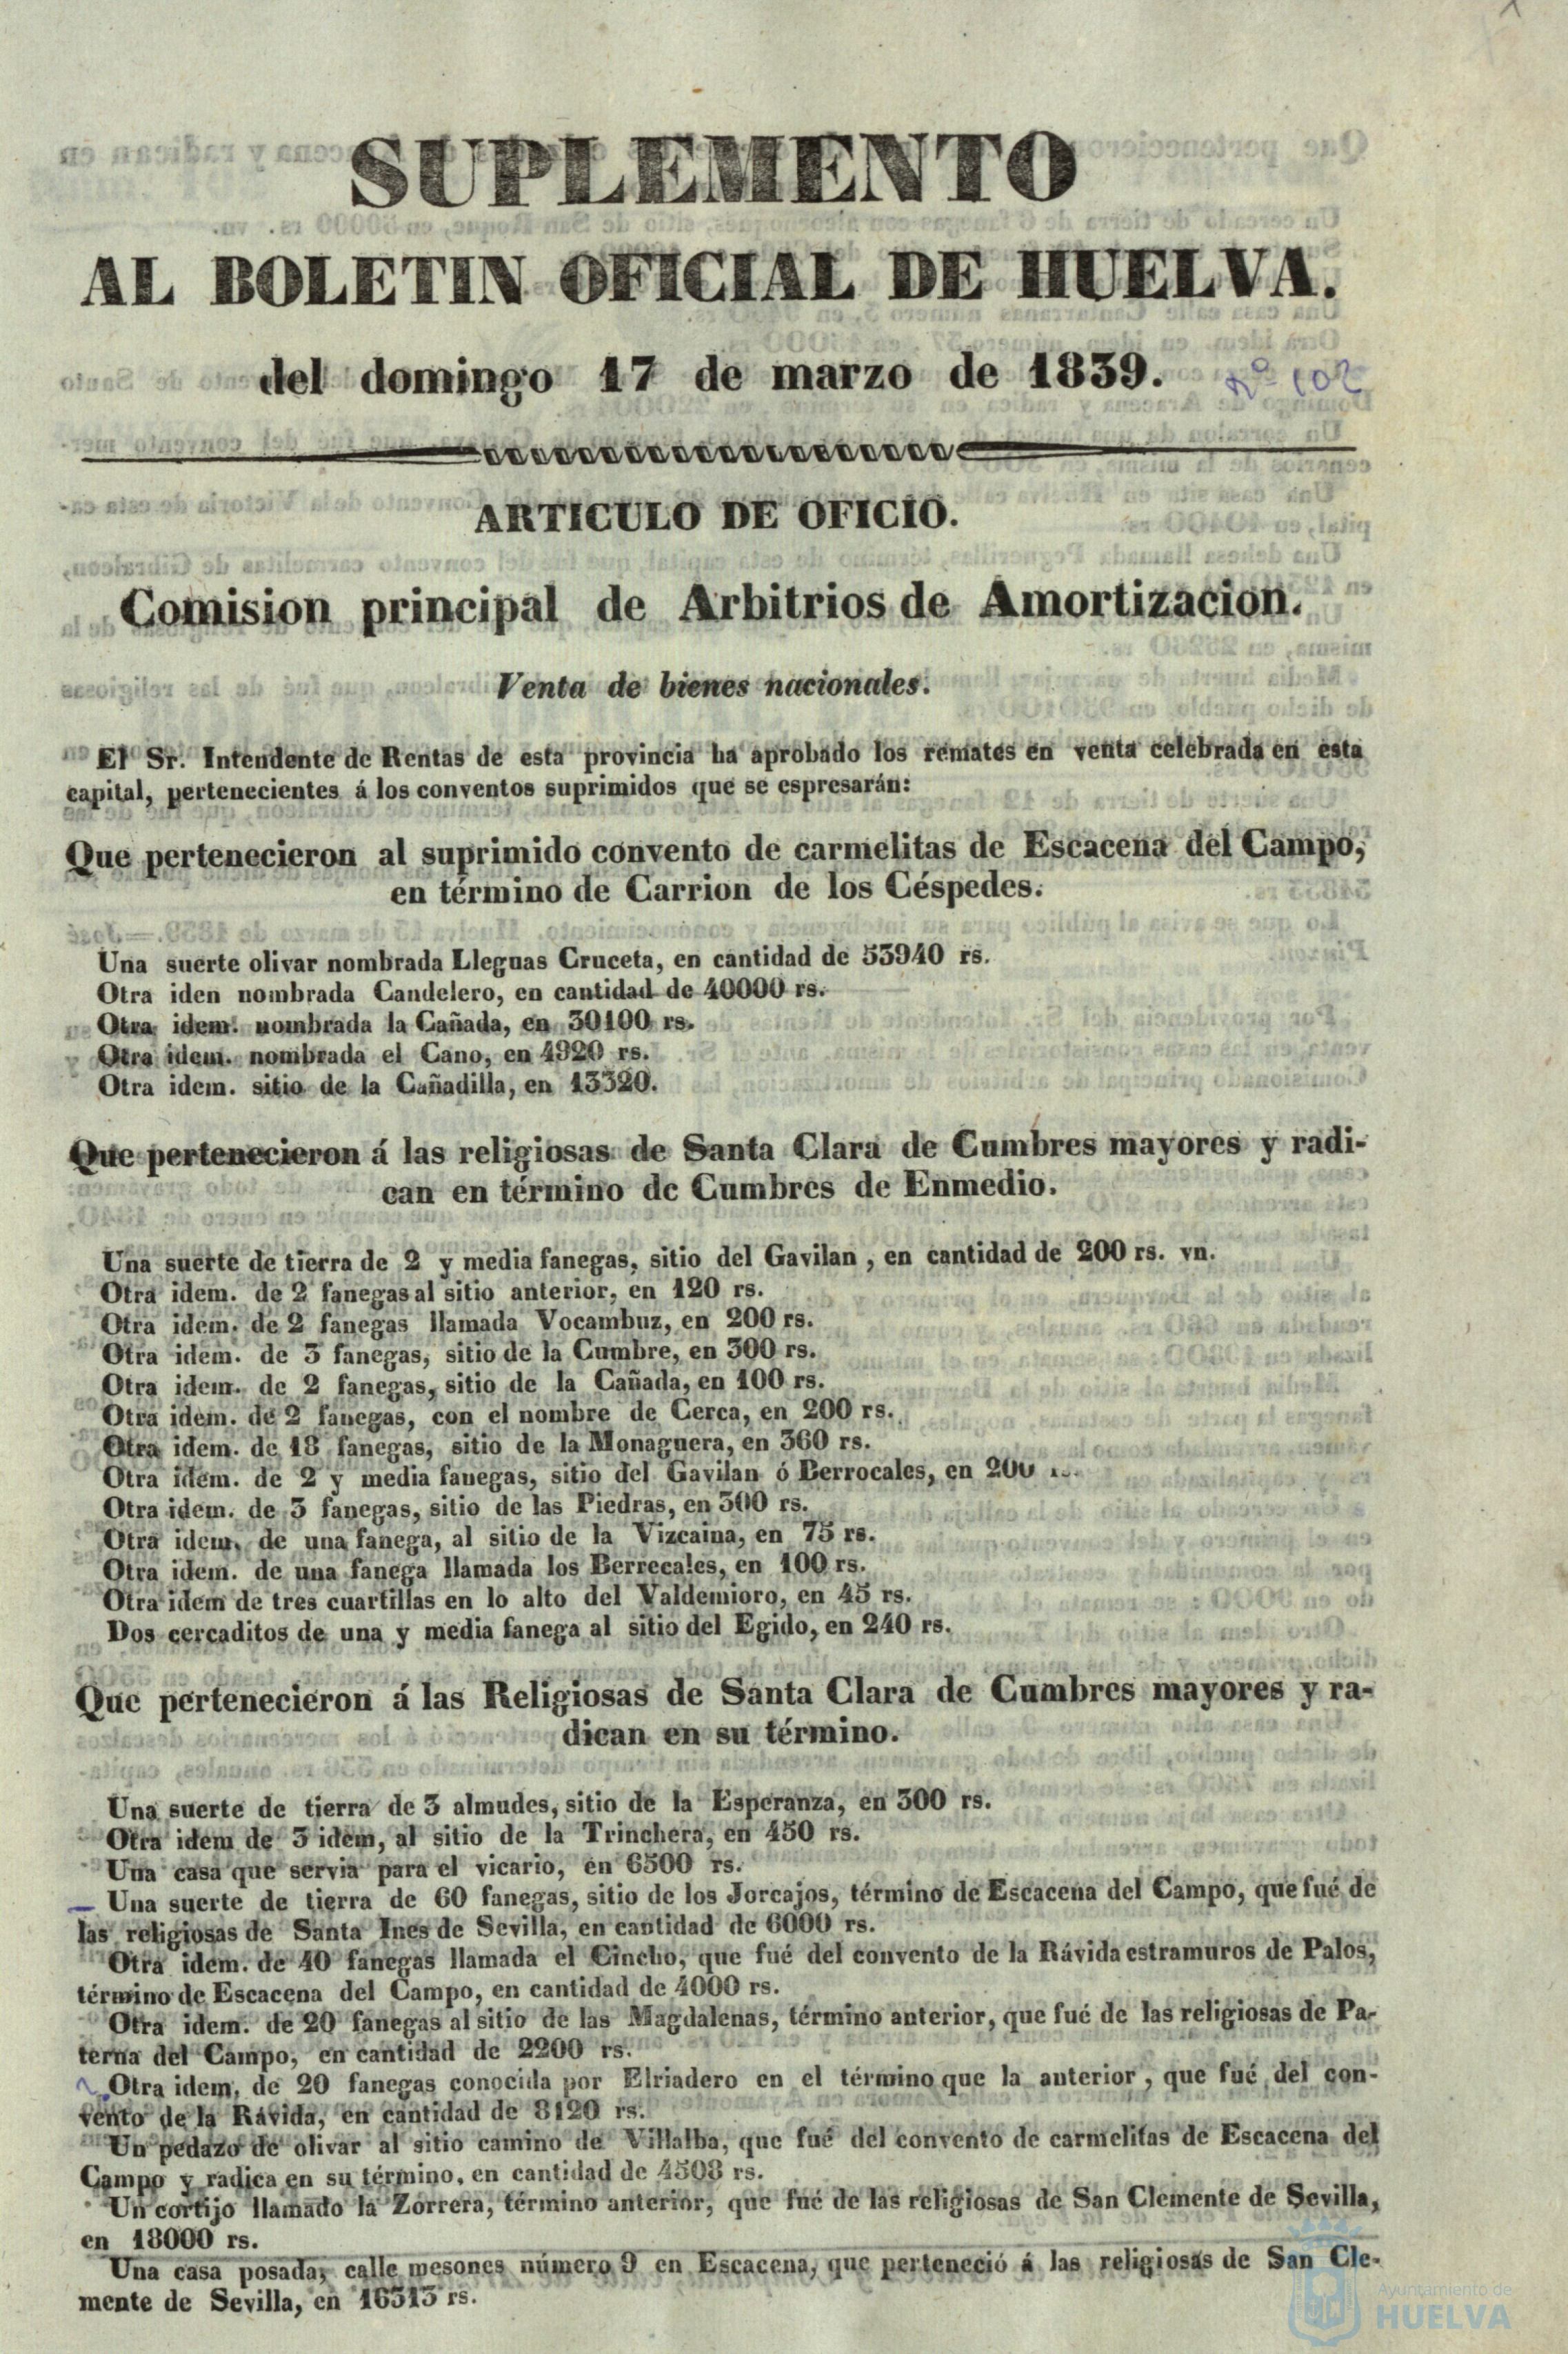 SUPLEMENTO
AL BOLETIN OFICIAL DE HUELVA.
del domingo 17 de marzo de 1839. Nº 102
ARTICULO DE OFICIO.
Comision principal de Arbitrios de Amortizacion.
Venta de bienes nacionales.
El Sr. Intendente de Rentas de esta provincia ha aprobado los remates en venta celebrada en esta
capital, pertenecientes á los conventos suprimidos que se espresarán:
Que pertenecieron al suprimido convento de carmelitas de Escacena del Campo,
en término de Carrion de los Céspedes.
Una suerte olivar nombrada Lleguas Cruceta, en cantidad de 53940 rs.
Otra iden nombrada Candelero, en cantidad de 40000 rs.
Otra idem. nombrada la Cañada, en 30100 rs.
Otra idem. nombrada el Cano, en 4920 rs.
Otra idem. sitio de la Cañadilla, en 13320.
Que pertenecieron á las religiosas de Santa Clara de Cumbres mayores y radi-
can en término de Cumbres de Enmedio.
Una suerte de tierra de 2 y media fanegas, sitio del Gavilan , en cantidad de 200 rs. vn.
Otra idem. de 2 fanegas al sitio anterior, en 120 rs.
Otra idem. de 2 fanegas llamada Vocambuz, en 200 rs.
Otra idem. de 3 fanegas, sitio de la Cumbre, en 300 rs.
Otra idem. de 2 fanegas, sitio de la Cañada, en 100 rs.
Otra idem. de 2 fanegas, con el nombre de Cerca, en 200 rs.
Otra idem. de 18 fanegas, sitio de la Monaguera, en 360 rs.
Otra idem. de 2 y media fanegas, sitio del Gavilan ó Berrocales, en 200 rs.
Otra idem. de 3 fanegas, sitio de las Piedras, en 300 rs.
Otra idem. de una fanega, al sitio de la Vizcaina, en 75 rs.
Otra idem. de una fanega llamada los Berrecales, en 100 rs.
Otra idem de tres cuartillas en lo alto del Valdemioro, en 45 rs.
Dos cercaditos de una y media fanega al sitio del Egido, en 240 rs.
Que pertenecieron á las Religiosas de Santa Clara de Cumbres mayores y ra-
dican en su término.
Una suerte de tierra de 3 almudes, sitio de la Esperanza, en 300 rs.
Otra idem de 3 idem, al sitio de la Trinchera, en 450 rs.
Una casa que servia para el vicario, en 6500 rs.
Una suerte de tierra de 60 fanegas, sitio de los Jorcajos, término de Escacena del Campo, que fué de
las religiosas de Santa Ines de Sevilla, en cantidad de 6000 rs.
Otra idem. de 40 fanegas llamada el Cincho, que fué del convento de la Rávida estramuros de Palos,
término de Escacena del Campo, en cantidad de 4000 rs.
Otra idem. de 20 fanegas al sitio de las Magdalenas, término anterior, que fué de las religiosas de Pa-
terna del Campo, en cantidad de 2200 rs.
Otra idem. de 20 fanegas conocida por Elriadero en el término que la anterior , que fué del con-
vento de la Rávida, en cantidad de 8120 rs.
Un pedazo de olivar al sitio camino de Villalba, que fué del convento de carmelitas de Escacena del
Campo y radica en su término, en cantidad de 4508 rs.
Un cortijo llamado la Zorrera, término anterior, que fué de las religiosas de San Clemente de Sevilla,
en 18000 rs.
Una casa posada, calle mesones número 9 en Escacena, que perteneció á las religiosas de San Cle-
mente de Sevilla, en 16313 rs.
Ayuntamiento de
HUELVA